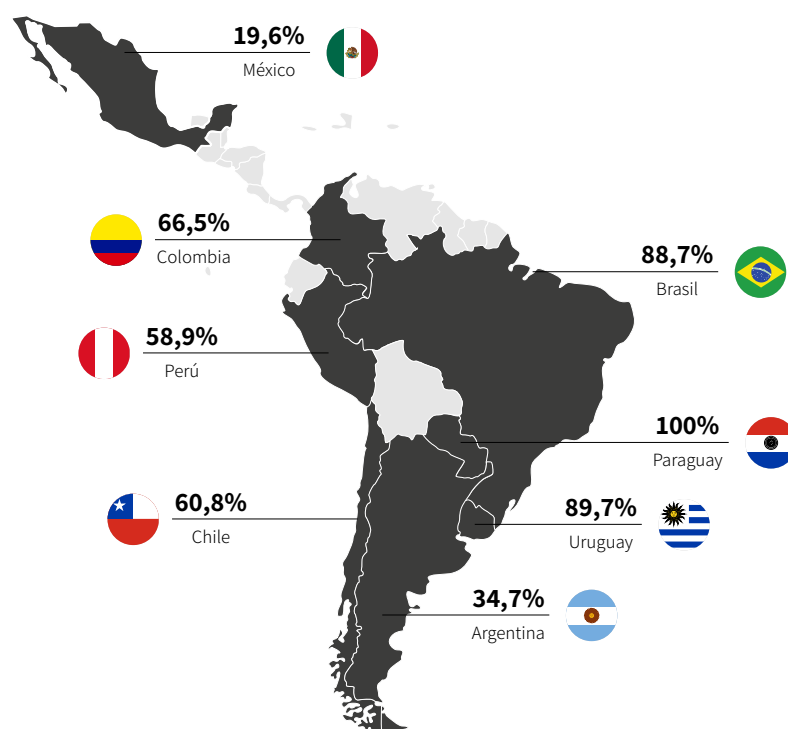 19,6%
México
66,5%
Colombia
88,7%
Brasil
58,9%
Perú
100%
Paraguay
60,8%
Chile
89,7%
Uruguay
34,7%
Argentina